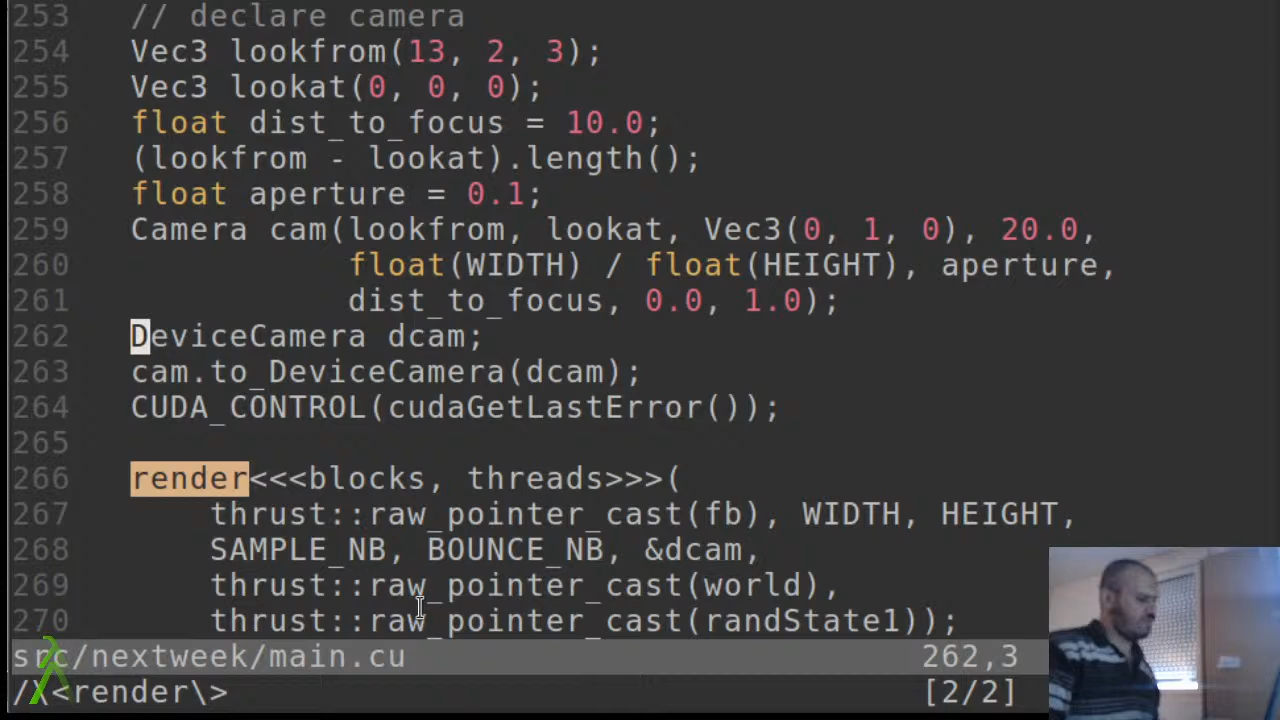 253 // declare camera
254 Vec3 lookfrom(13, 2, 3);
255 Vec3 lookat(0, 0, 0);
256 float dist_to_focus = 10.0;
257 (lookfrom - lookat).length();
258 float aperture = 0.1;
259 Camera cam(lookfrom, lookat, Vec3(0, 1, 0), 20.0,
260 float(WIDTH) / float(HEIGHT), aperture,
261 dist_to_focus, 0.0, 1.0);
262 DeviceCamera dcam;
263 cam.to_DeviceCamera(dcam);
264 CUDA_CONTROL(cudaGetLastError());
265
266 render<<<blocks, threads>>>(
267 thrust::raw_pointer_cast(fb), WIDTH, HEIGHT,
268 SAMPLE_NB, BOUNCE_NB, &dcam,
269 thrust::raw_pointer_cast(world),
270 thrust::raw_pointer_cast(randState1));
src/nextweek/main.cu 262,3
/\<render\> [2/2]